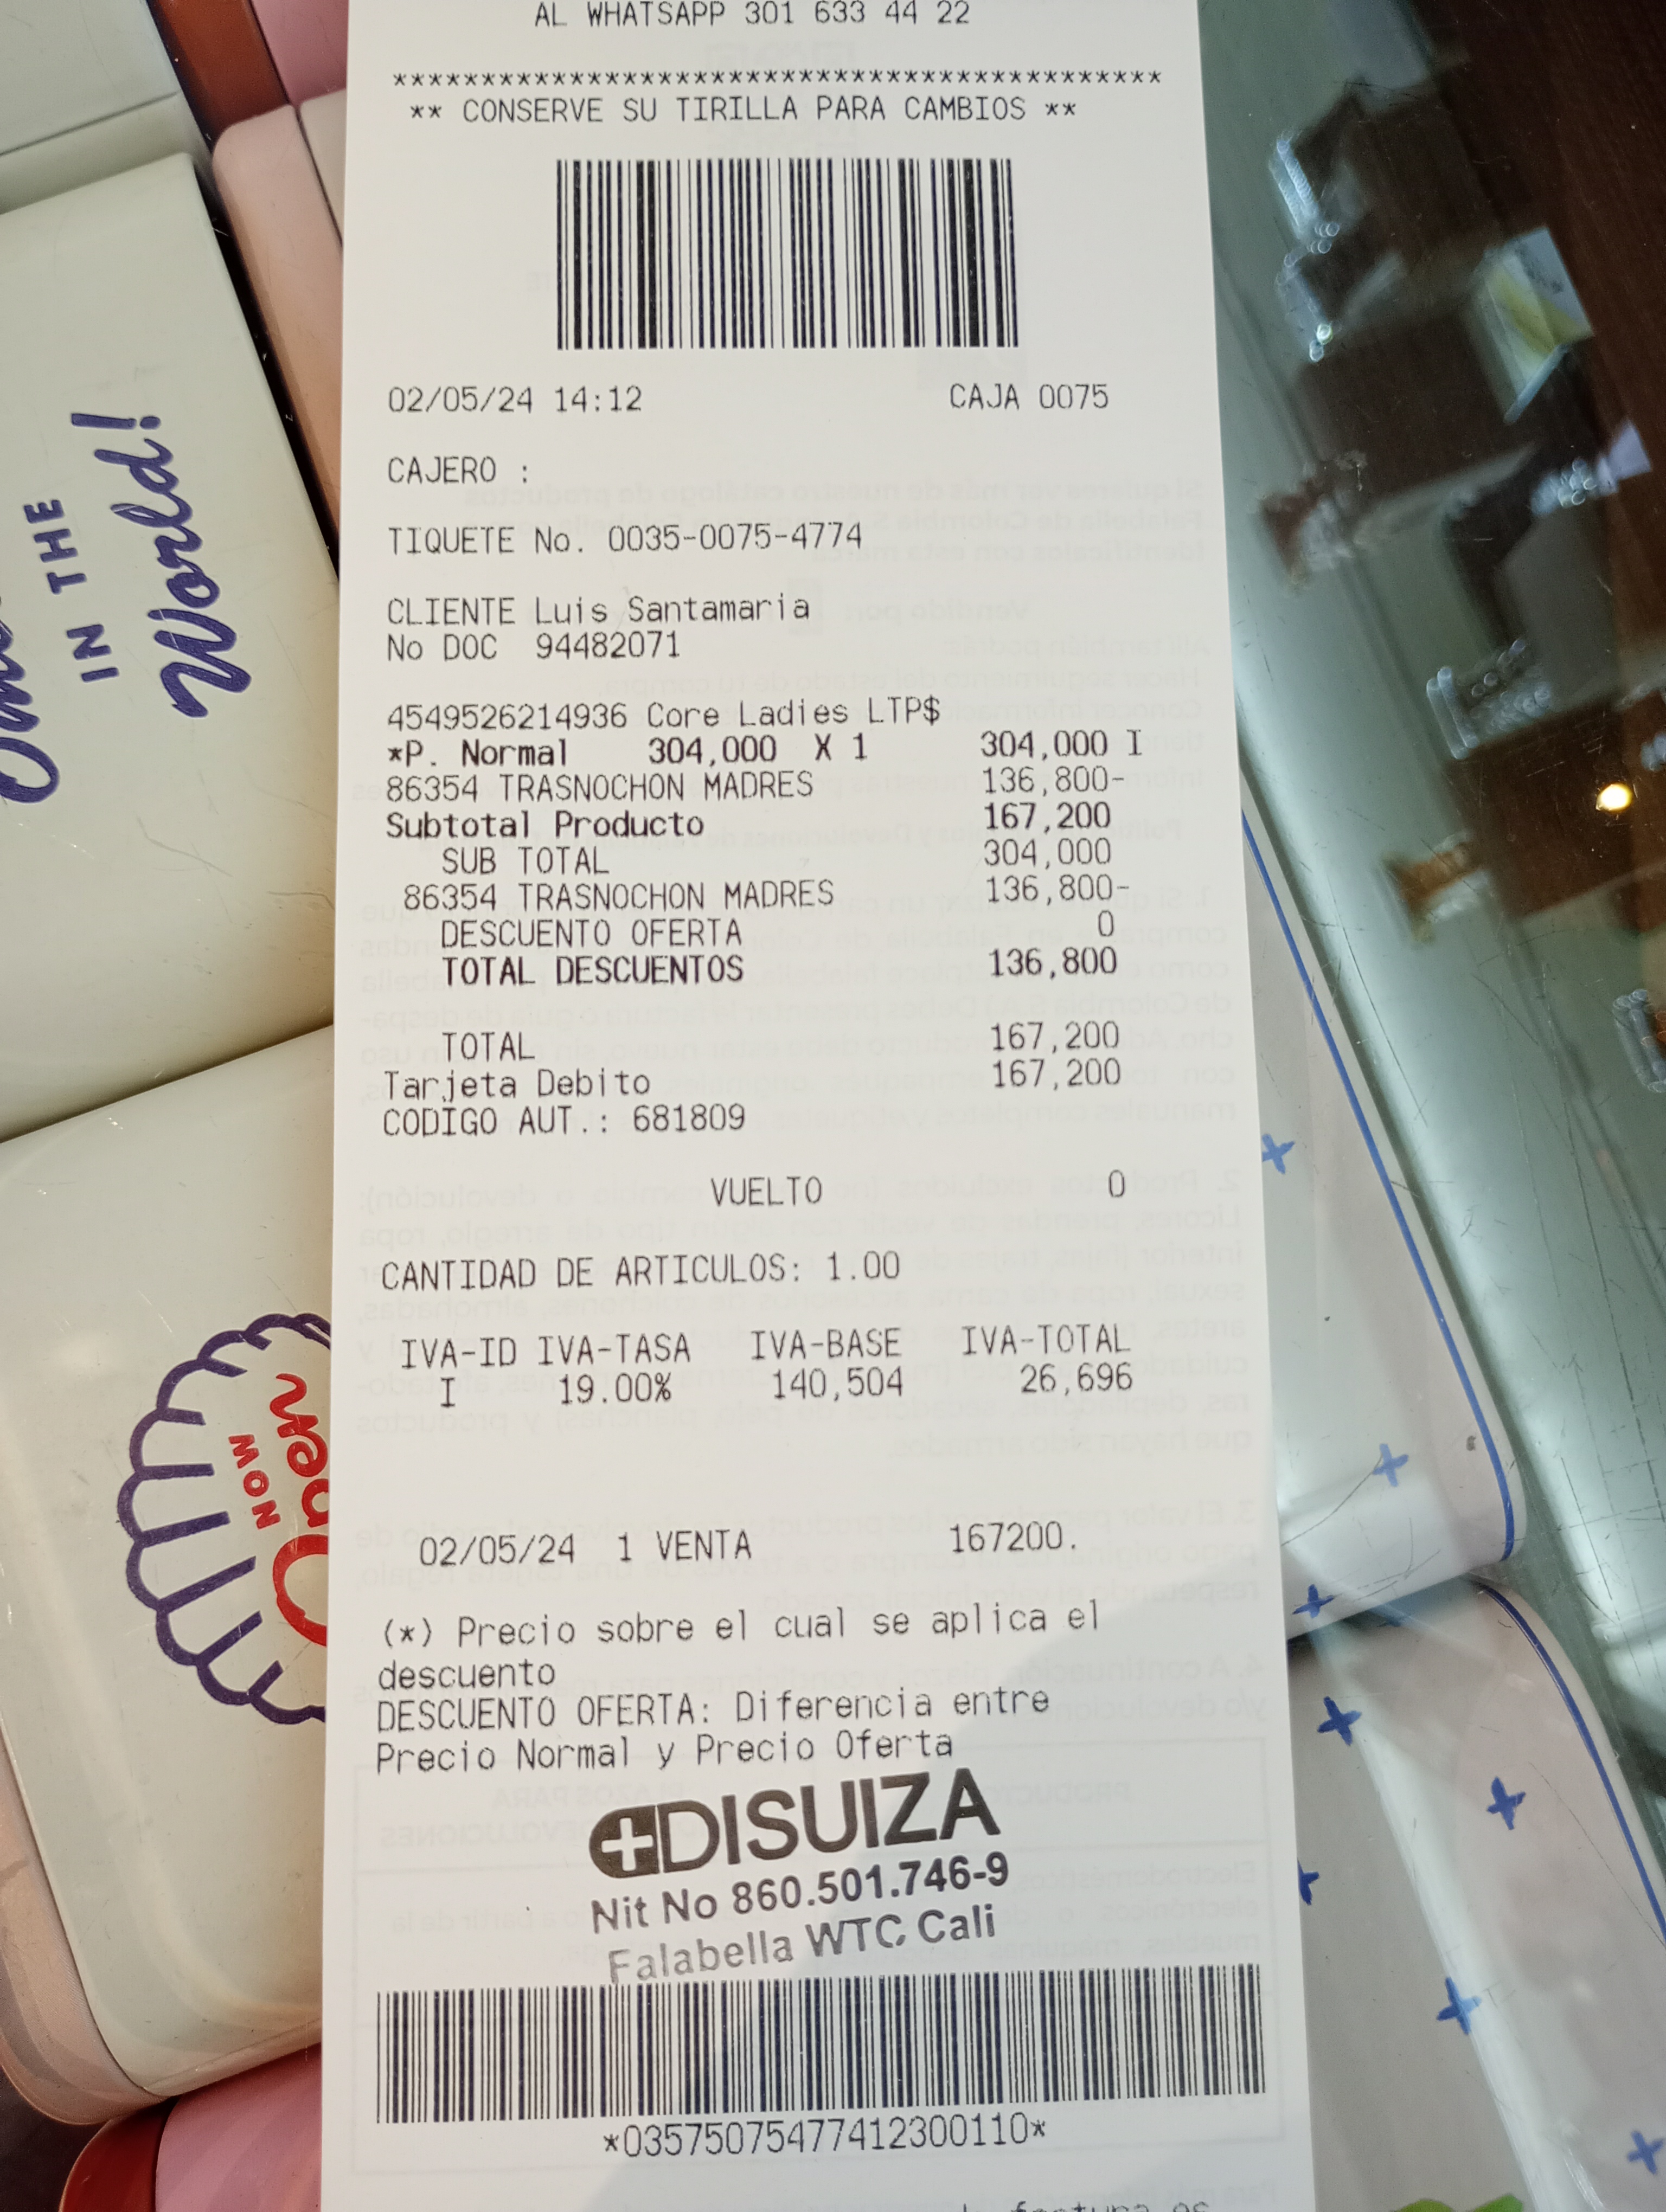 AL WHATSAPP 301 633 44 22
********************************************
** CONSERVE SU TIRILLA PARA CAMBIOS **
02/05/24 14:12 CAJA 0075
CAJERO :
TIQUETE No. 0035-0075-4774
CLIENTE Luis Santamaria
No DOC 94482071
4549526214936 Core Ladies LTP$
*P. Normal 304,000 X 1 304,000 I
86354 TRASNOCHON MADRES 136,800-
Subtotal Producto 167,200
SUB TOTAL 304,000
86354 TRASNOCHON MADRES 136,800-
DESCUENTO OFERTA 0
TOTAL DESCUENTOS 136,800
TOTAL 167,200
Tarjeta Debito 167,200
CODIGO AUT.: 681809
VUELTO 0
CANTIDAD DE ARTICULOS: 1.00
IVA-ID IVA-TASA IVA-BASE IVA-TOTAL
I 19.00% 140,504 26,696
02/05/24 1 VENTA 167200.
(*) Precio sobre el cual se aplica el
descuento
DESCUENTO OFERTA: Diferencia entre
Precio Normal y Precio Oferta
DISUIZA
Nit No 860.501.746-9
Falabella WTC Cali
*03575075477412300110*
IN THE
World!
NOW